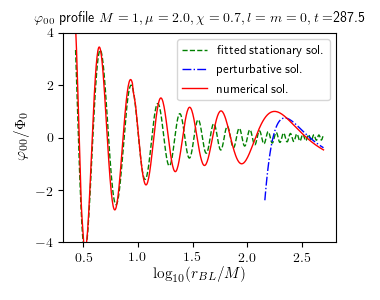 φ₀₀ profile M = 1, μ = 2.0, χ = 0.7, l = m = 0, t =287.5
fitted stationary sol.
perturbative sol.
numerical sol.
φ₀₀/Φ₀
4
2
0
−2
−4
0.5 1.0 1.5 2.0 2.5
log₁₀(r_BL/M)